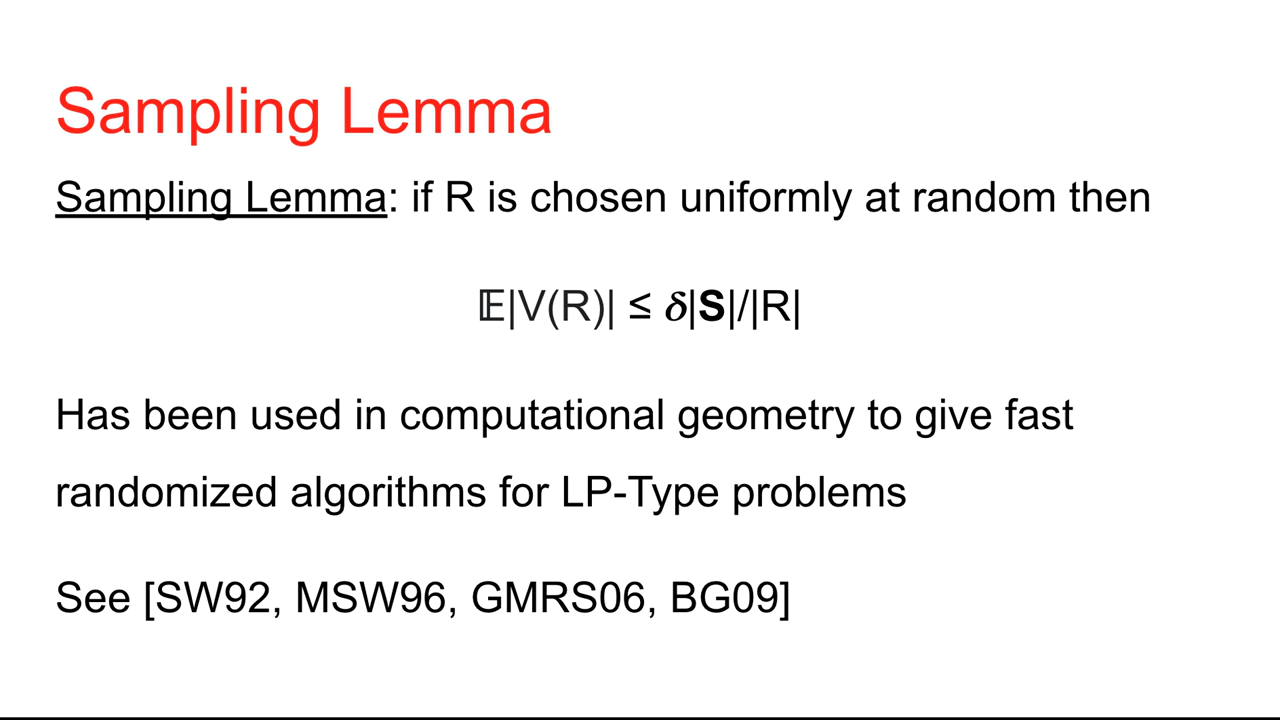 Sampling Lemma
Sampling Lemma: if R is chosen uniformly at random then
𝔼|V(R)| ≤ 𝜹|S|/|R|
Has been used in computational geometry to give fast
randomized algorithms for LP-Type problems
See [SW92, MSW96, GMRS06, BG09]